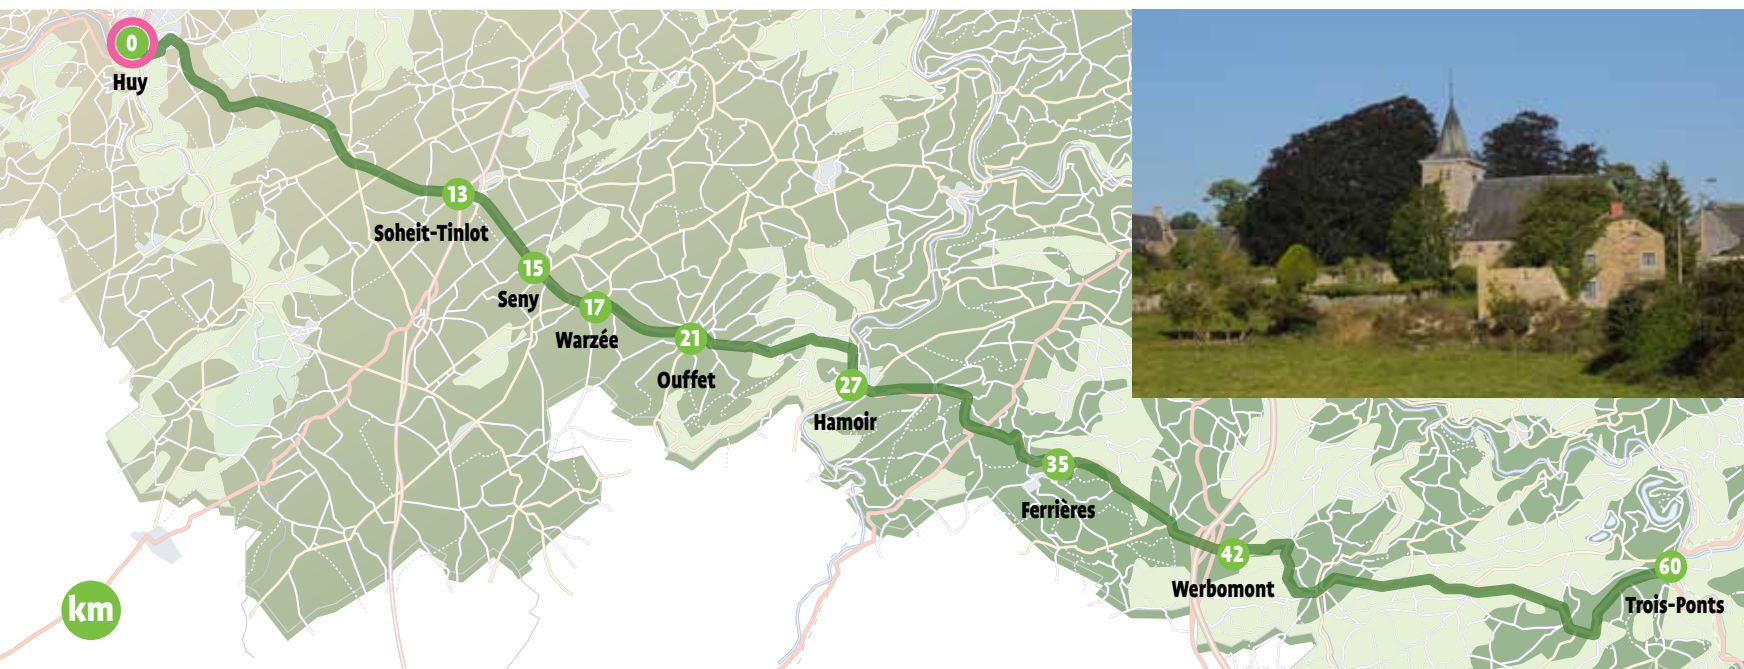 0
Huy
13
Soheit-Tinlot
15
Seny
17
Warzée
21
Ouffet
27
Hamoir
35
Ferrières
42
Werbomont
60
Trois-Ponts
km